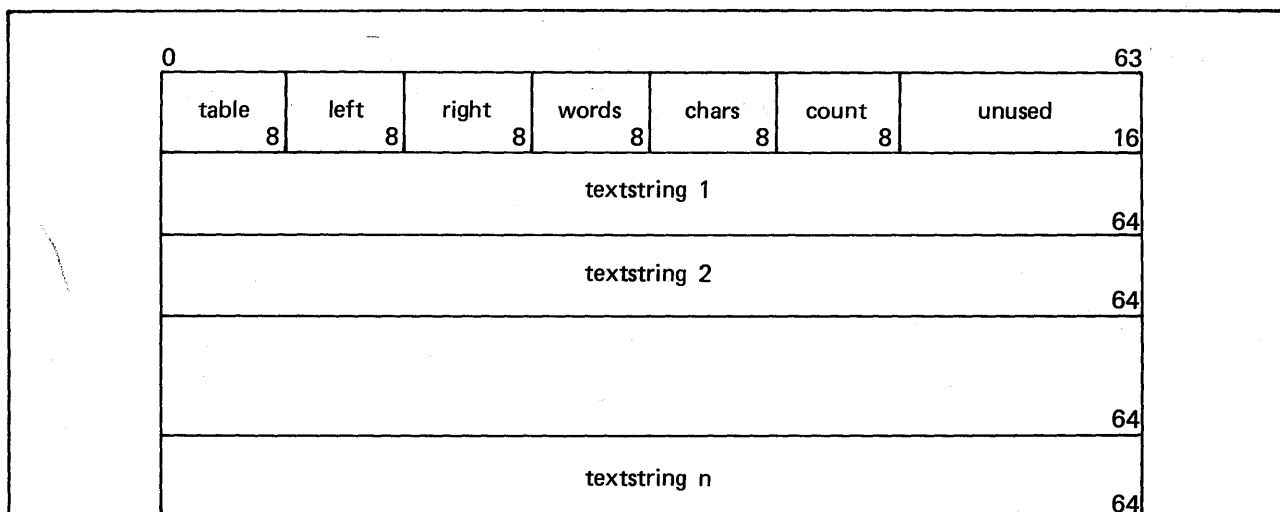 0 63
table left right words chars count unused
8 8 8 8 8 8 16
textstring 1
64
textstring 2
64
64
textstring n
64